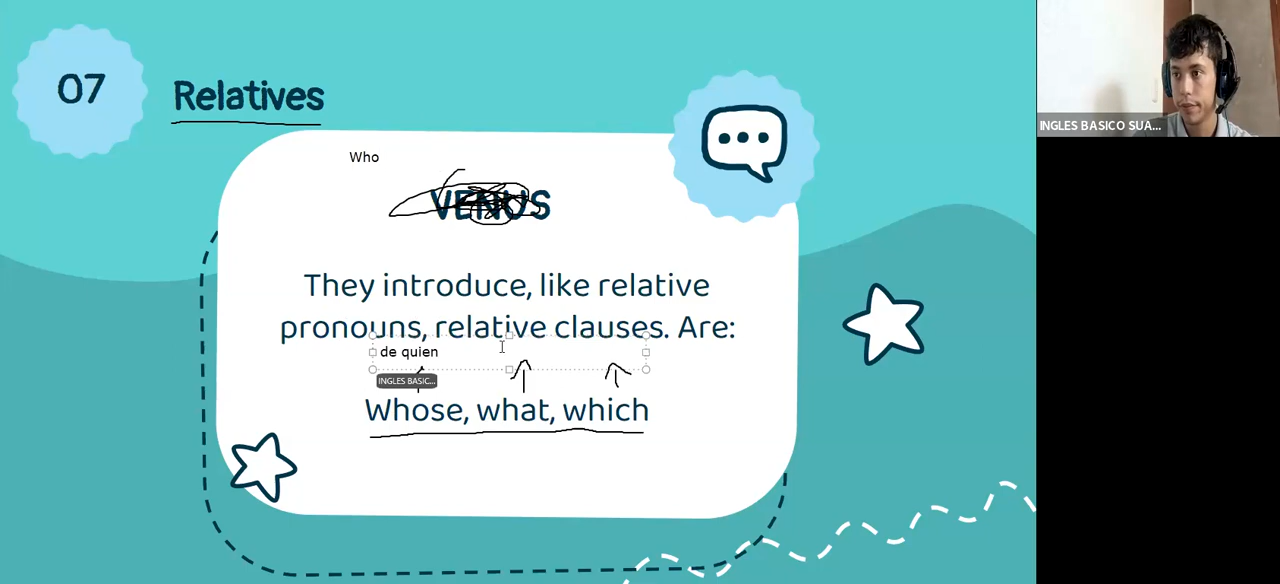 07
Relatives
INGLES BASICO SUA...
Who
VENUS
They introduce, like relative
pronouns, relative clauses. Are:
de quien
INGLES BASIC...
Whose, what, which